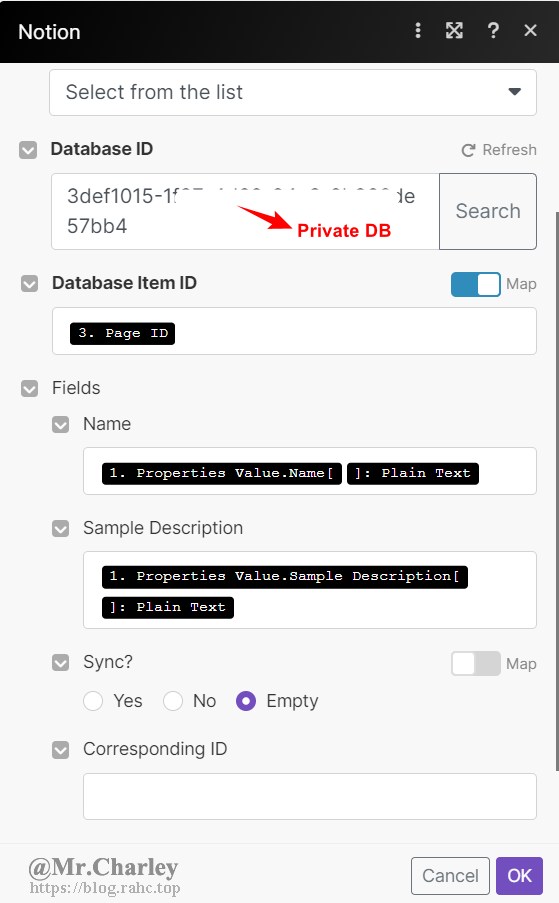 Notion
Select from the list
Database ID
Refresh
3def1015-1
de
57bb4
Search
Private DB
Database Item ID
Map
3. Page ID
Fields
Name
1. Properties Value.Name[ ]: Plain Text
Sample Description
1. Properties Value.Sample Description[
]: Plain Text
Sync?
Map
Yes No Empty
Corresponding ID
@Mr.Charley
https://blog.rahc.top
Cancel OK